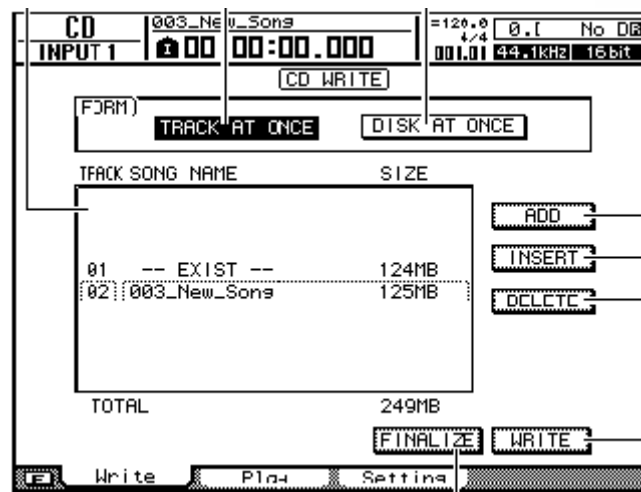 CD 003_New_Song =120.0 0.[ No D
INPUT 1 00 00:00.000 4/4 001.01 44.1kHz 16bit
CD WRITE
FORM
TRACK AT ONCE DISK AT ONCE
TRACK SONG NAME SIZE
ADD
INSERT
01 -- EXIST -- 124MB
02 003_New_Song 125MB
DELETE
TOTAL 249MB
FINALIZE WRITE
F Write Play Setting